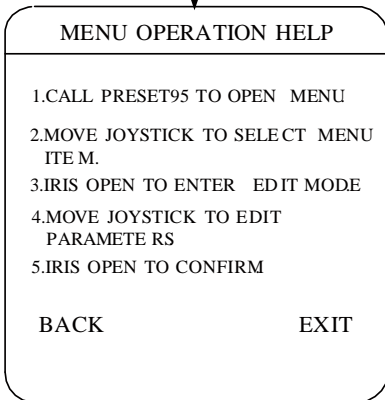 MENU OPERATION HELP
1.CALL PRESET95 TO OPEN MENU
2.MOVE JOYSTICK TO SELECT MENU
ITEM.
3.IRIS OPEN TO ENTER EDIT MODE
4.MOVE JOYSTICK TO EDIT
PARAMETERS
5.IRIS OPEN TO CONFIRM
BACK EXIT